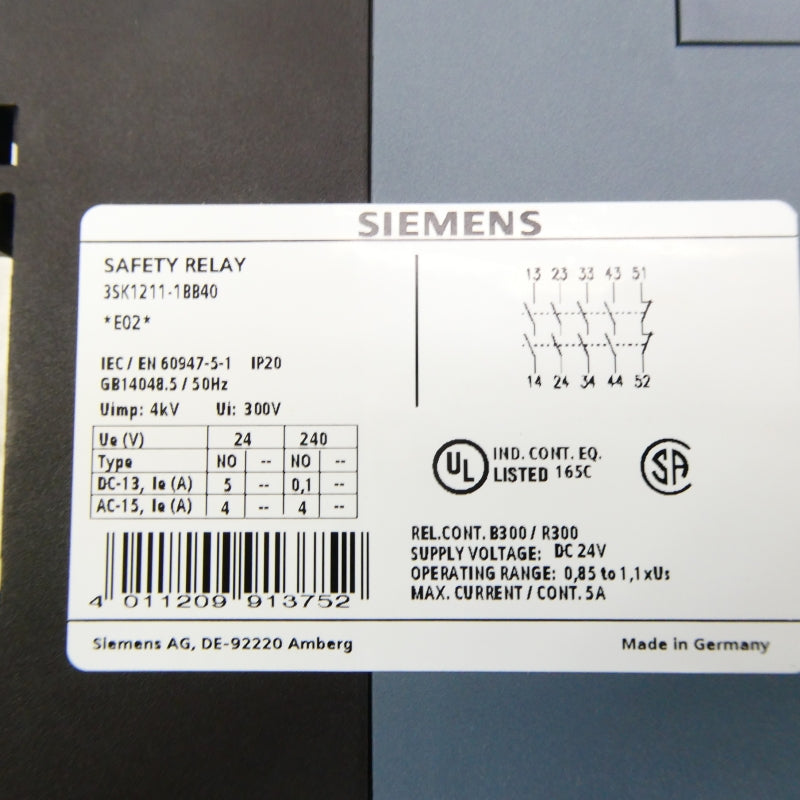 SIEMENS
SAFETY RELAY
3SK1211-1BB40
*E02*
IEC / EN 60947-5-1 IP20
GB14048.5 / 50Hz
Uimp: 4kV Ui: 300V
Ue (V) 24 240
Type NO -- NO --
DC-13, Ie (A) 5 -- 0,1 --
AC-15, Ie (A) 4 -- 4 --
4 011209 913752
13 23 33 43 51
14 24 34 44 52
UL IND. CONT. EQ.
LISTED 165C
SA
REL.CONT. B300 / R300
SUPPLY VOLTAGE: DC 24V
OPERATING RANGE: 0,85 to 1,1xUs
MAX. CURRENT / CONT. 5A
Siemens AG, DE-92220 Amberg
Made in Germany